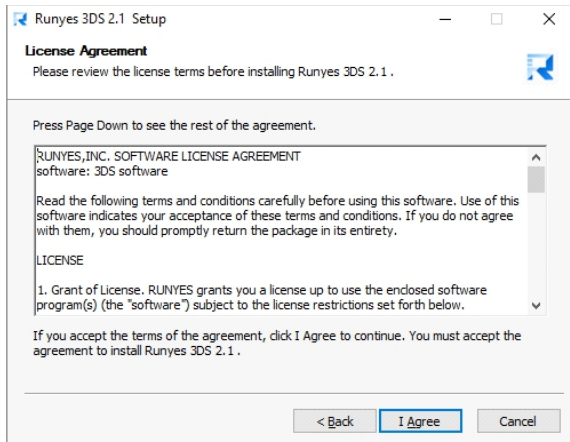 Runyes 3DS 2.1 Setup
License Agreement
Please review the license terms before installing Runyes 3DS 2.1.
Press Page Down to see the rest of the agreement.
RUNYES,INC. SOFTWARE LICENSE AGREEMENT
software: 3DS software
Read the following terms and conditions carefully before using this software. Use of this
software indicates your acceptance of these terms and conditions. If you do not agree
with them, you should promptly return the package in its entirety.
LICENSE
1. Grant of License. RUNYES grants you a license up to use the enclosed software
program(s) (the "software") subject to the license restrictions set forth below.
If you accept the terms of the agreement, click I Agree to continue. You must accept the
agreement to install Runyes 3DS 2.1.
< Back I Agree Cancel